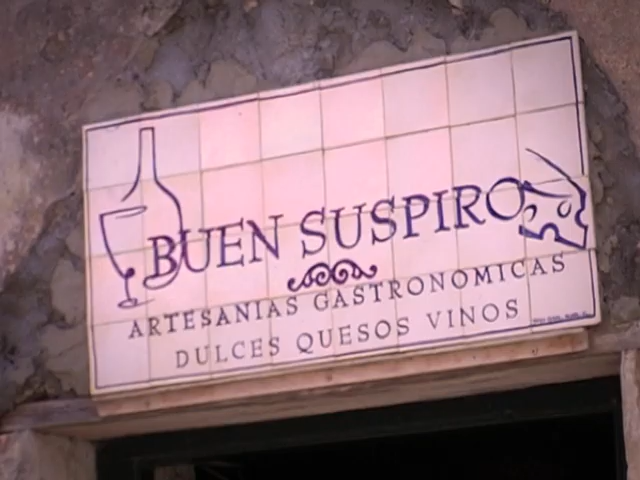 BUEN SUSPIRO
ARTESANIAS GASTRONOMICAS
DULCES QUESOS VINOS